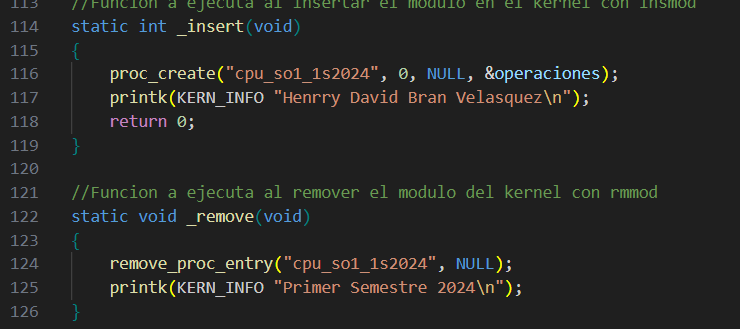 113 //Funcion a ejecuta al insertar el modulo en el kernel con insmod
114 static int _insert(void)
115 {
116     proc_create("cpu_so1_1s2024", 0, NULL, &operaciones);
117     printk(KERN_INFO "Henrry David Bran Velasquez\n");
118     return 0;
119 }
120
121 //Funcion a ejecuta al remover el modulo del kernel con rmmod
122 static void _remove(void)
123 {
124     remove_proc_entry("cpu_so1_1s2024", NULL);
125     printk(KERN_INFO "Primer Semestre 2024\n");
126 }